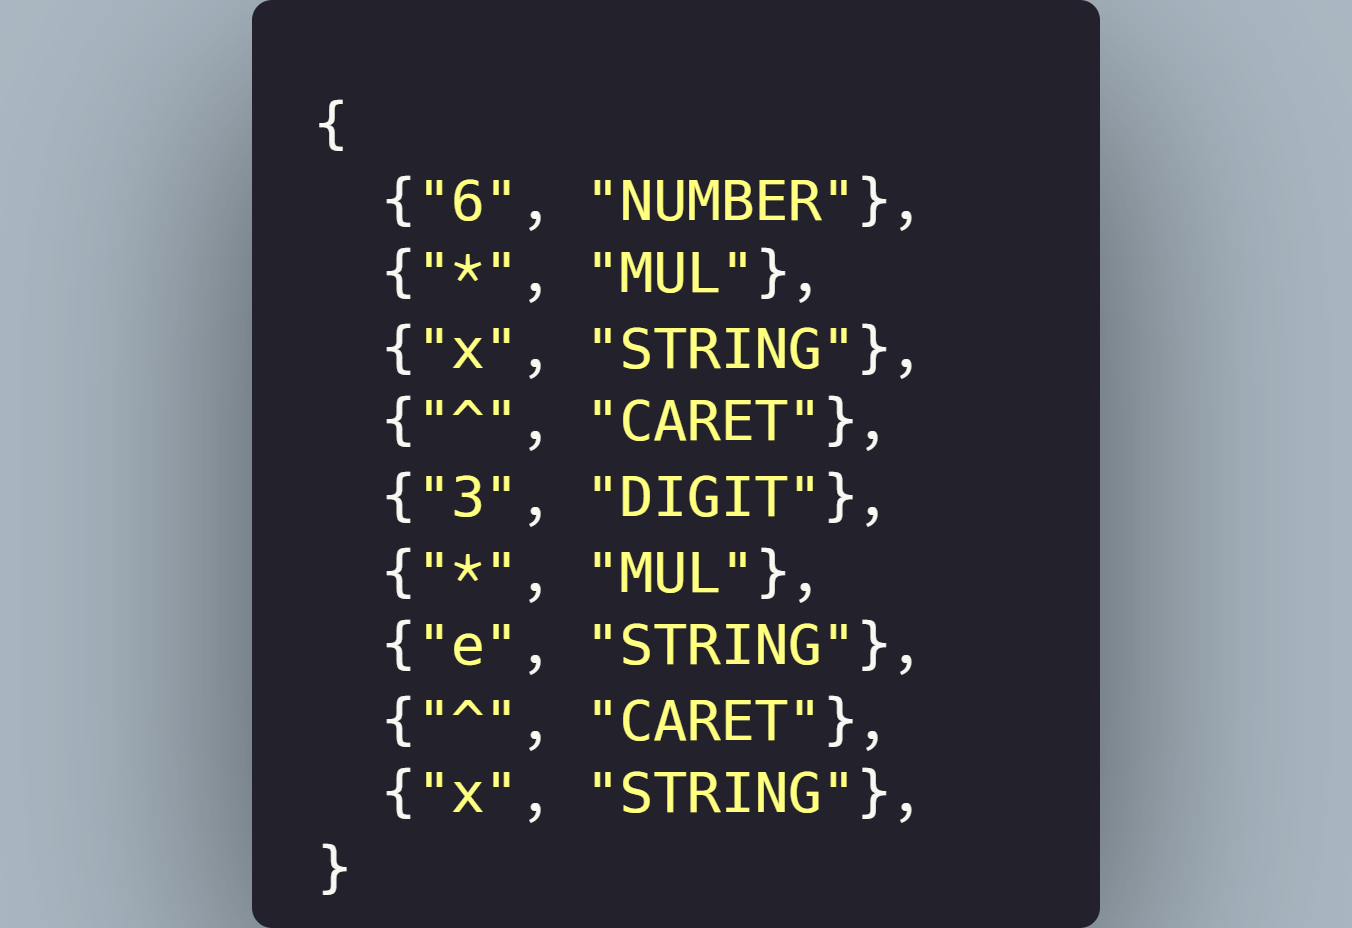 {
  {"6", "NUMBER"},
  {"*", "MUL"},
  {"x", "STRING"},
  {"^", "CARET"},
  {"3", "DIGIT"},
  {"*", "MUL"},
  {"e", "STRING"},
  {"^", "CARET"},
  {"x", "STRING"},
}